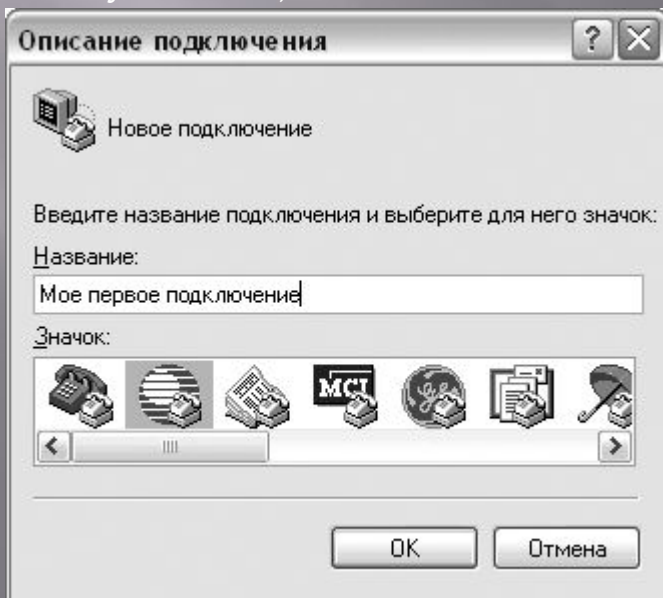 Описание подключения
Новое подключение
Введите название подключения и выберите для него значок:
Название:
Мое первое подключение
Значок:
MCI
OK
Отмена